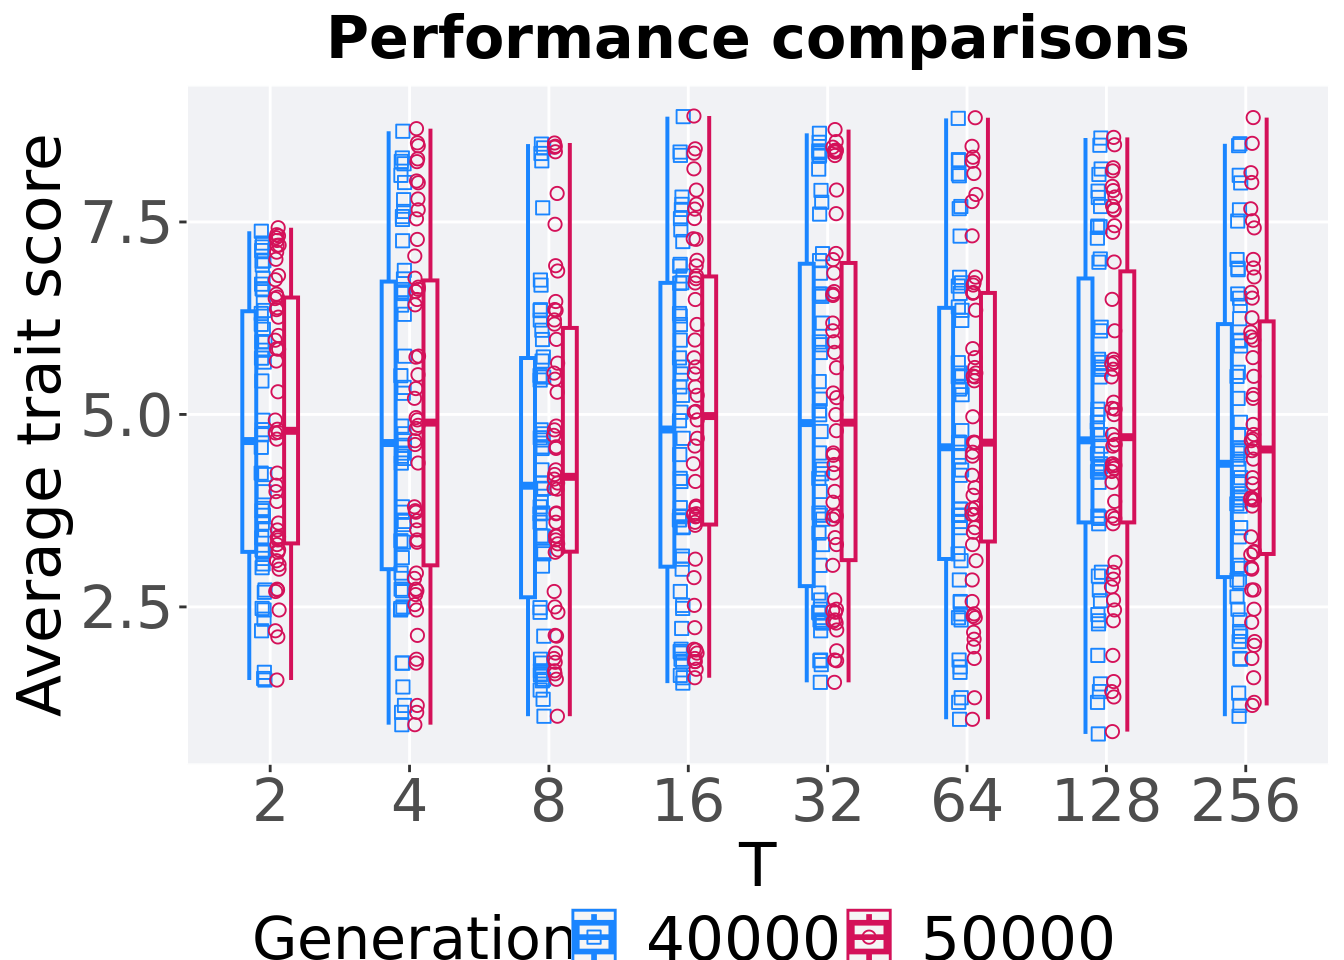 Performance comparisons
Average trait score
7.5
5.0
2.5
2 4 8 16 32 64 128 256
T
Generation 40000 50000